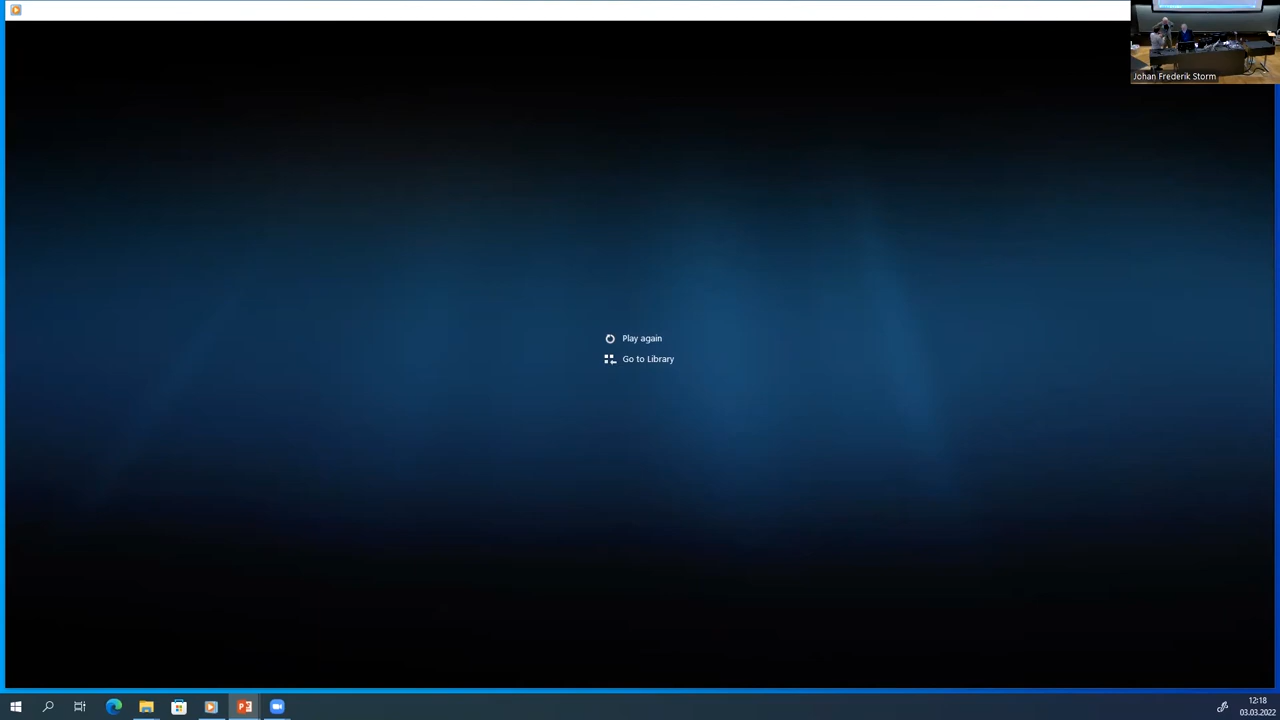 Johan Frederik Storm
Play again
Go to Library
12:18
03.03.2022